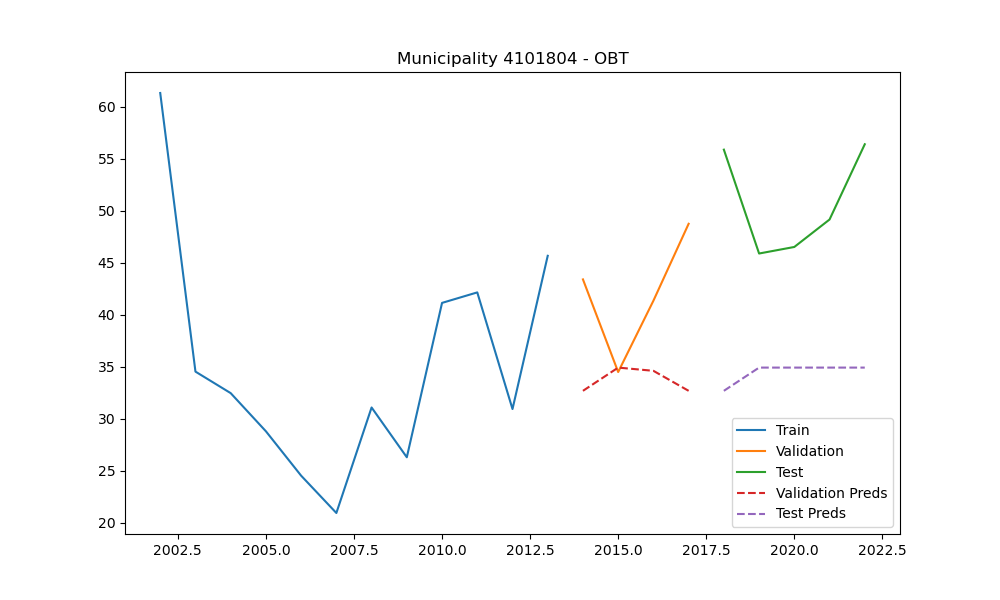 Municipality 4101804 - OBT
60
55
50
45
40
35
30
25
20
2002.5 2005.0 2007.5 2010.0 2012.5 2015.0 2017.5 2020.0 2022.5
Train
Validation
Test
Validation Preds
Test Preds